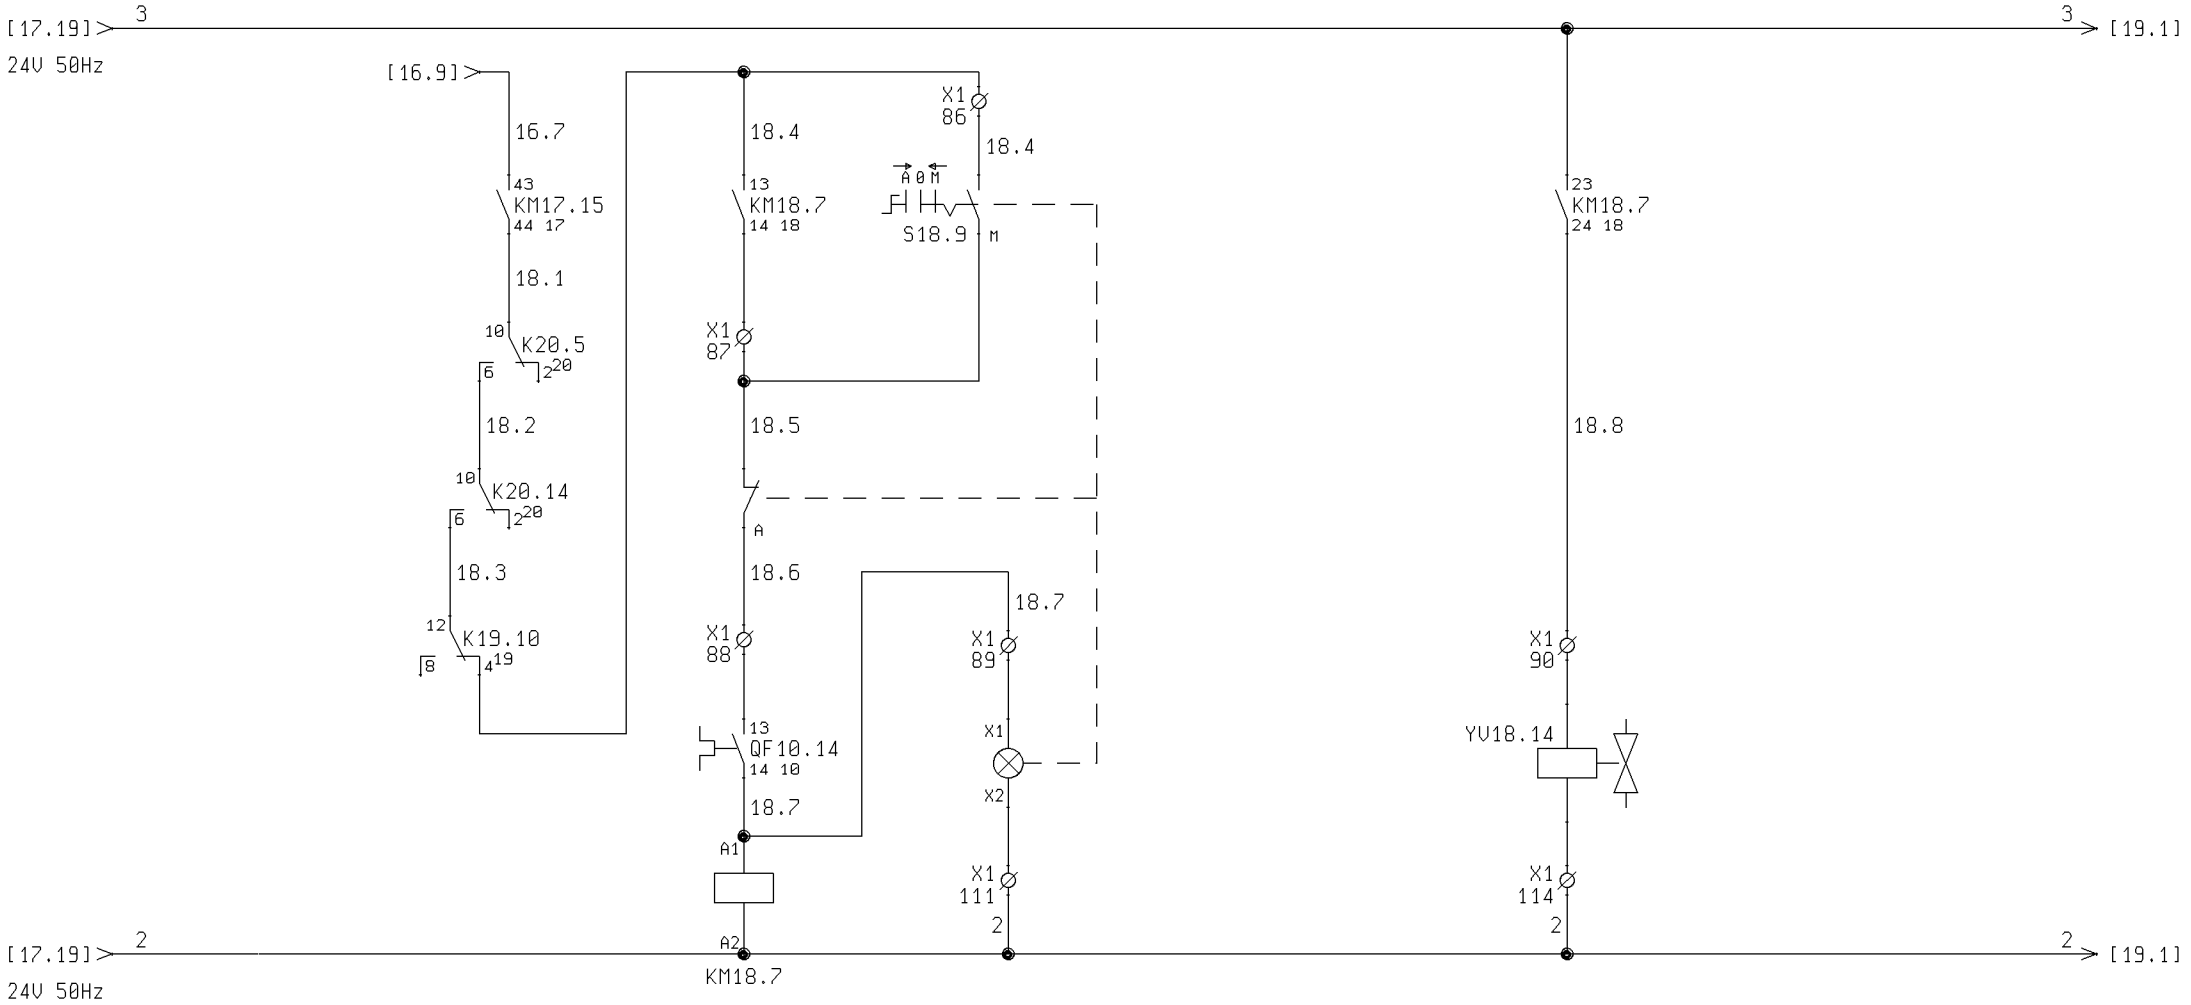 3
3
[17.19]
[19.1]
24V 50Hz
[16.9]
X1
86
16.7
18.4
18.4
A 0 M
43
KM17.15
44 17
13
KM18.7
14 18
S18.9
M
23
KM18.7
24 18
18.1
10
K20.5
6
2 20
X1
87
18.2
18.5
18.8
10
K20.14
6
2 20
A
18.3
18.6
18.7
12
K19.10
8
4 19
X1
88
X1
89
X1
90
13
QF10.14
14 10
X1
X2
YV18.14
18.7
A1
X1
111
X1
114
2
2
A2
2
2
[17.19]
[19.1]
KM18.7
24V 50Hz